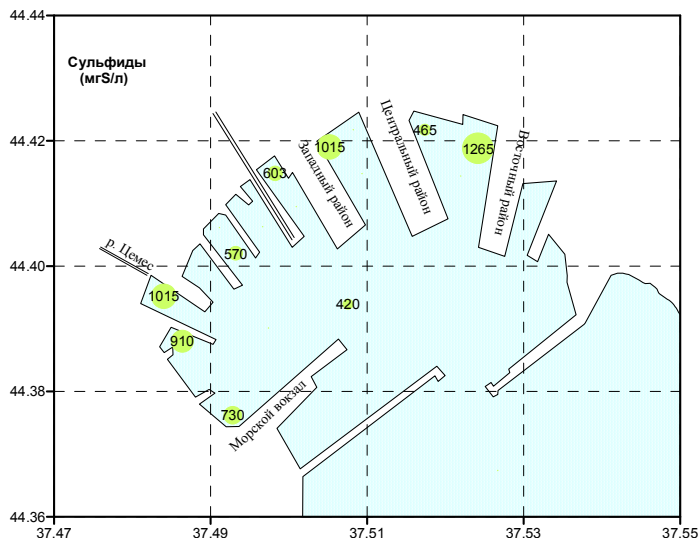 44.44
Сульфиды
(мгS/л)
44.42
465
1015
1265
603
Западный район
Центральный район
Восточный район
р. Цемес
570
44.40
1015
420
910
44.38
730
Морской вокзал
44.36
37.47
37.49
37.51
37.53
37.55